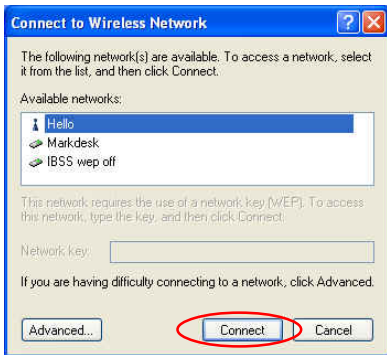 Connect to Wireless Network
The following network(s) are available. To access a network, select
it from the list, and then click Connect.
Available networks:
Hello
Markdesk
IBSS wep off
This network requires the use of a network key (WEP). To access
this network, type the key, and then click Connect.
Network key:
If you are having difficulty connecting to a network, click Advanced.
Advanced... Connect Cancel